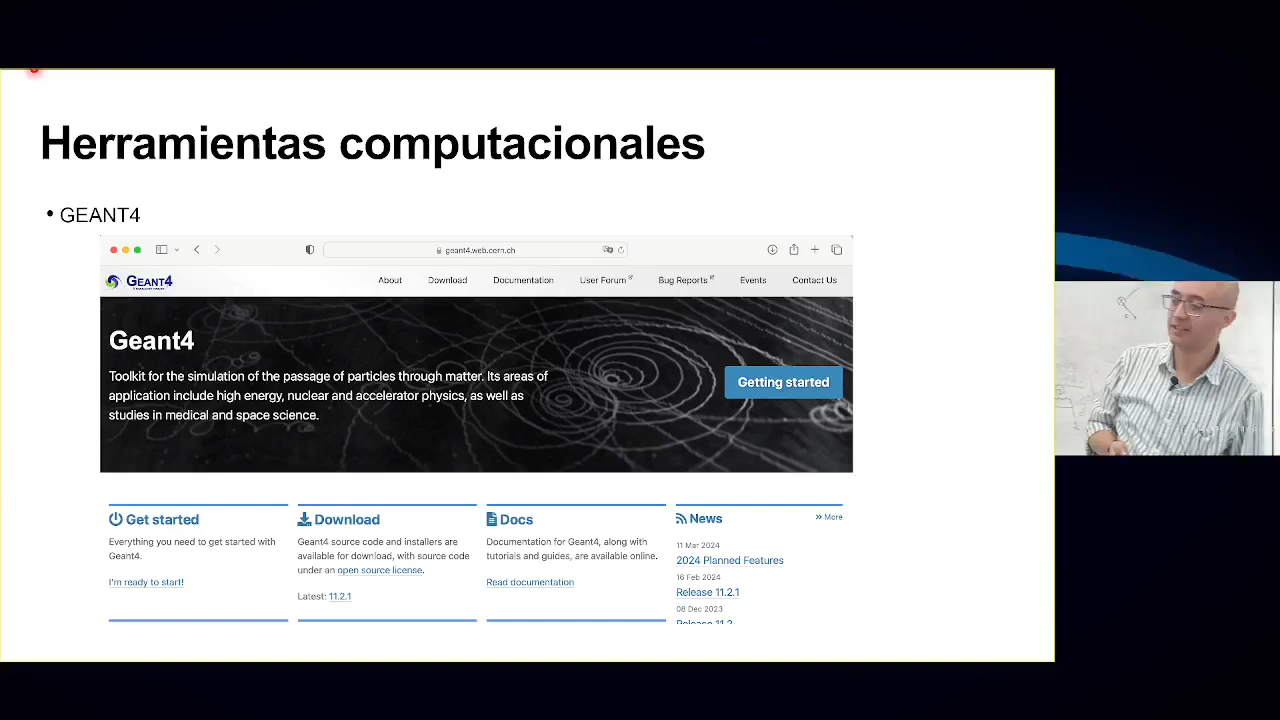 Herramientas computacionales
• GEANT4
geant4.web.cern.ch
GEANT4
About Download Documentation User Forum Bug Reports Events Contact Us
Geant4
Toolkit for the simulation of the passage of particles through matter. Its areas of
application include high energy, nuclear and accelerator physics, as well as
studies in medical and space science.
Getting started
Get started
Everything you need to get started with
Geant4.
I'm ready to start!
Download
Geant4 source code and installers are
available for download, with source code
under an open source license.
Latest: 11.2.1
Docs
Documentation for Geant4, along with
tutorials and guides, are available online.
Read documentation
News
» More
11 Mar 2024
2024 Planned Features
16 Feb 2024
Release 11.2.1
08 Dec 2023
Release 11.2